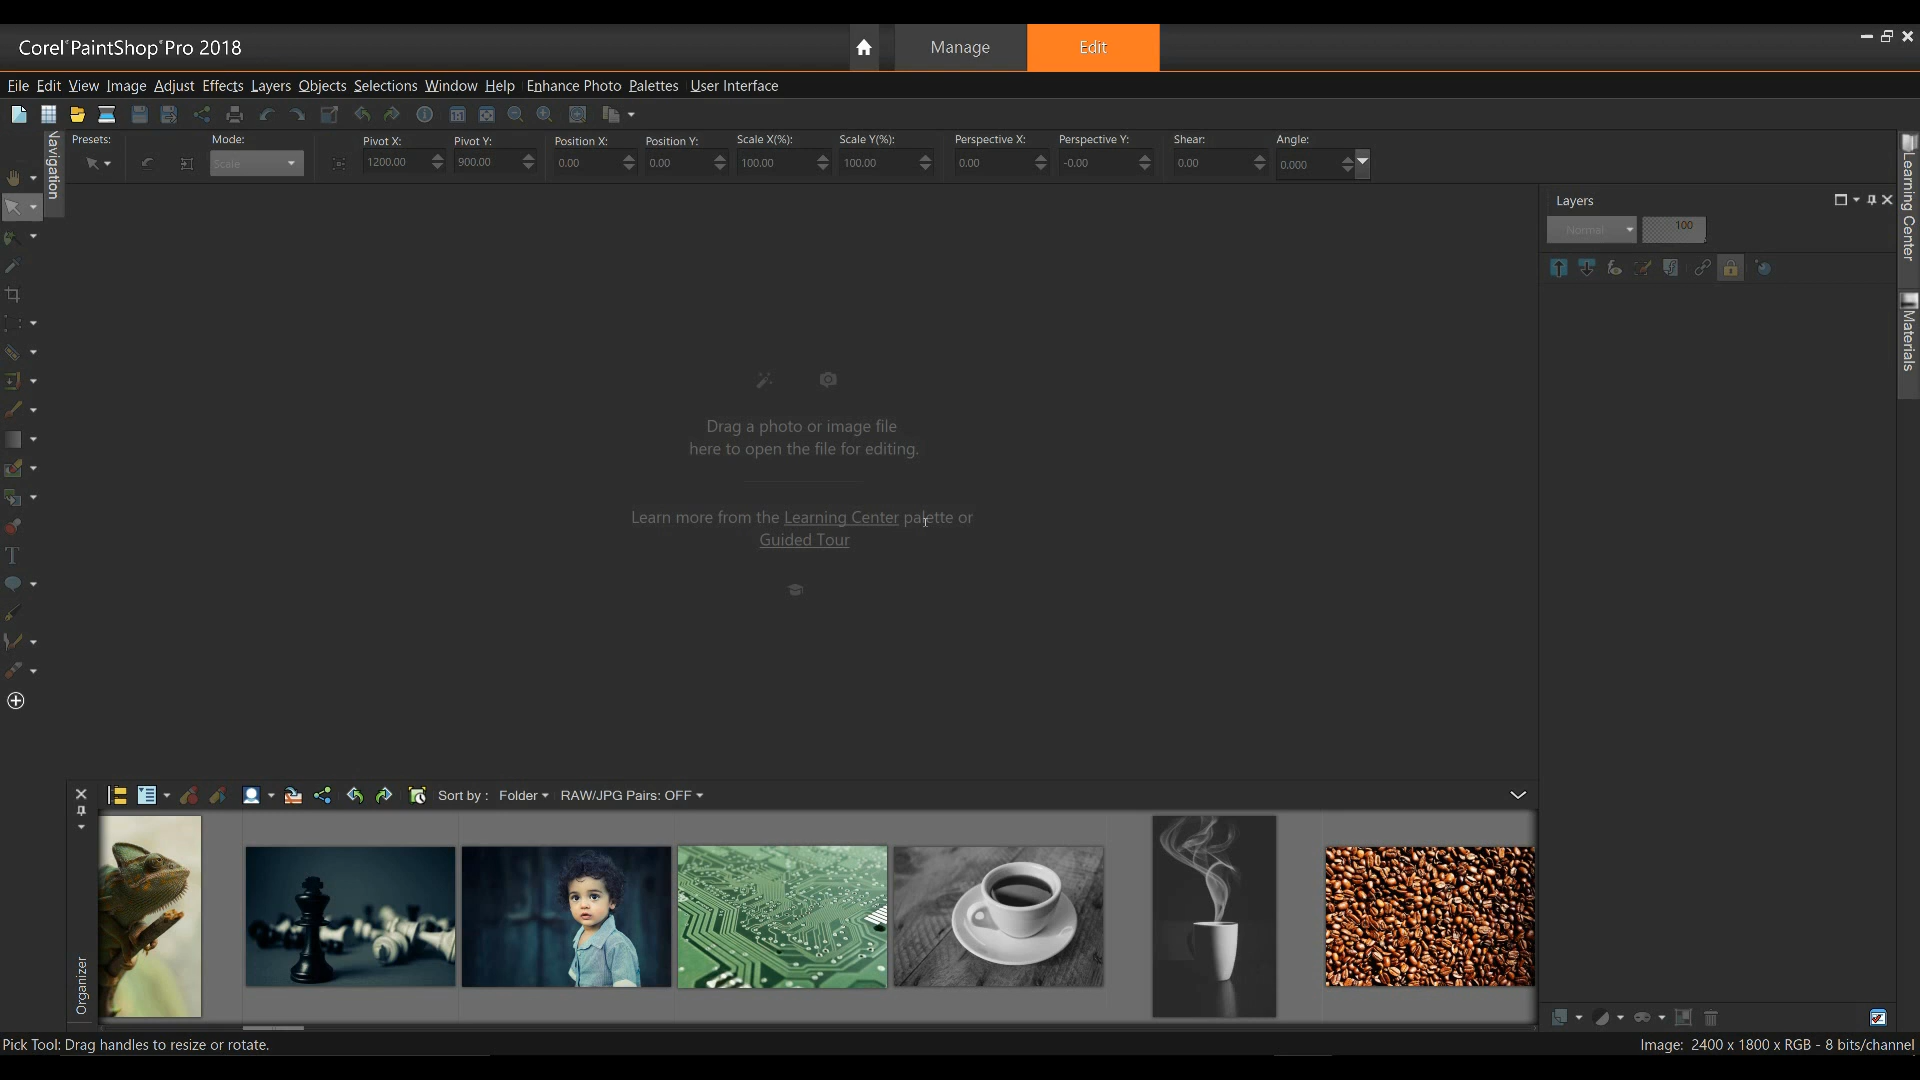 Corel PaintShop Pro 2018
Manage
Edit
File Edit View Image Adjust Effects Layers Objects Selections Window Help Enhance Photo Palettes User Interface
Presets:
Mode:
Pivot X:
Pivot Y:
Position X:
Position Y:
Scale X(%):
Scale Y(%):
Perspective X:
Perspective Y:
Shear:
Angle:
Scale
1200.00
900.00
0.00
0.00
100.00
100.00
0.00
-0.00
0.00
0.000
Navigation
Layers
Normal
100
Learning Center
Materials
Drag a photo or image file
here to open the file for editing.
Learn more from the Learning Center palette or
Guided Tour
Sort by : Folder RAW/JPG Pairs: OFF
Organizer
Pick Tool: Drag handles to resize or rotate.
Image: 2400 x 1800 x RGB - 8 bits/channel